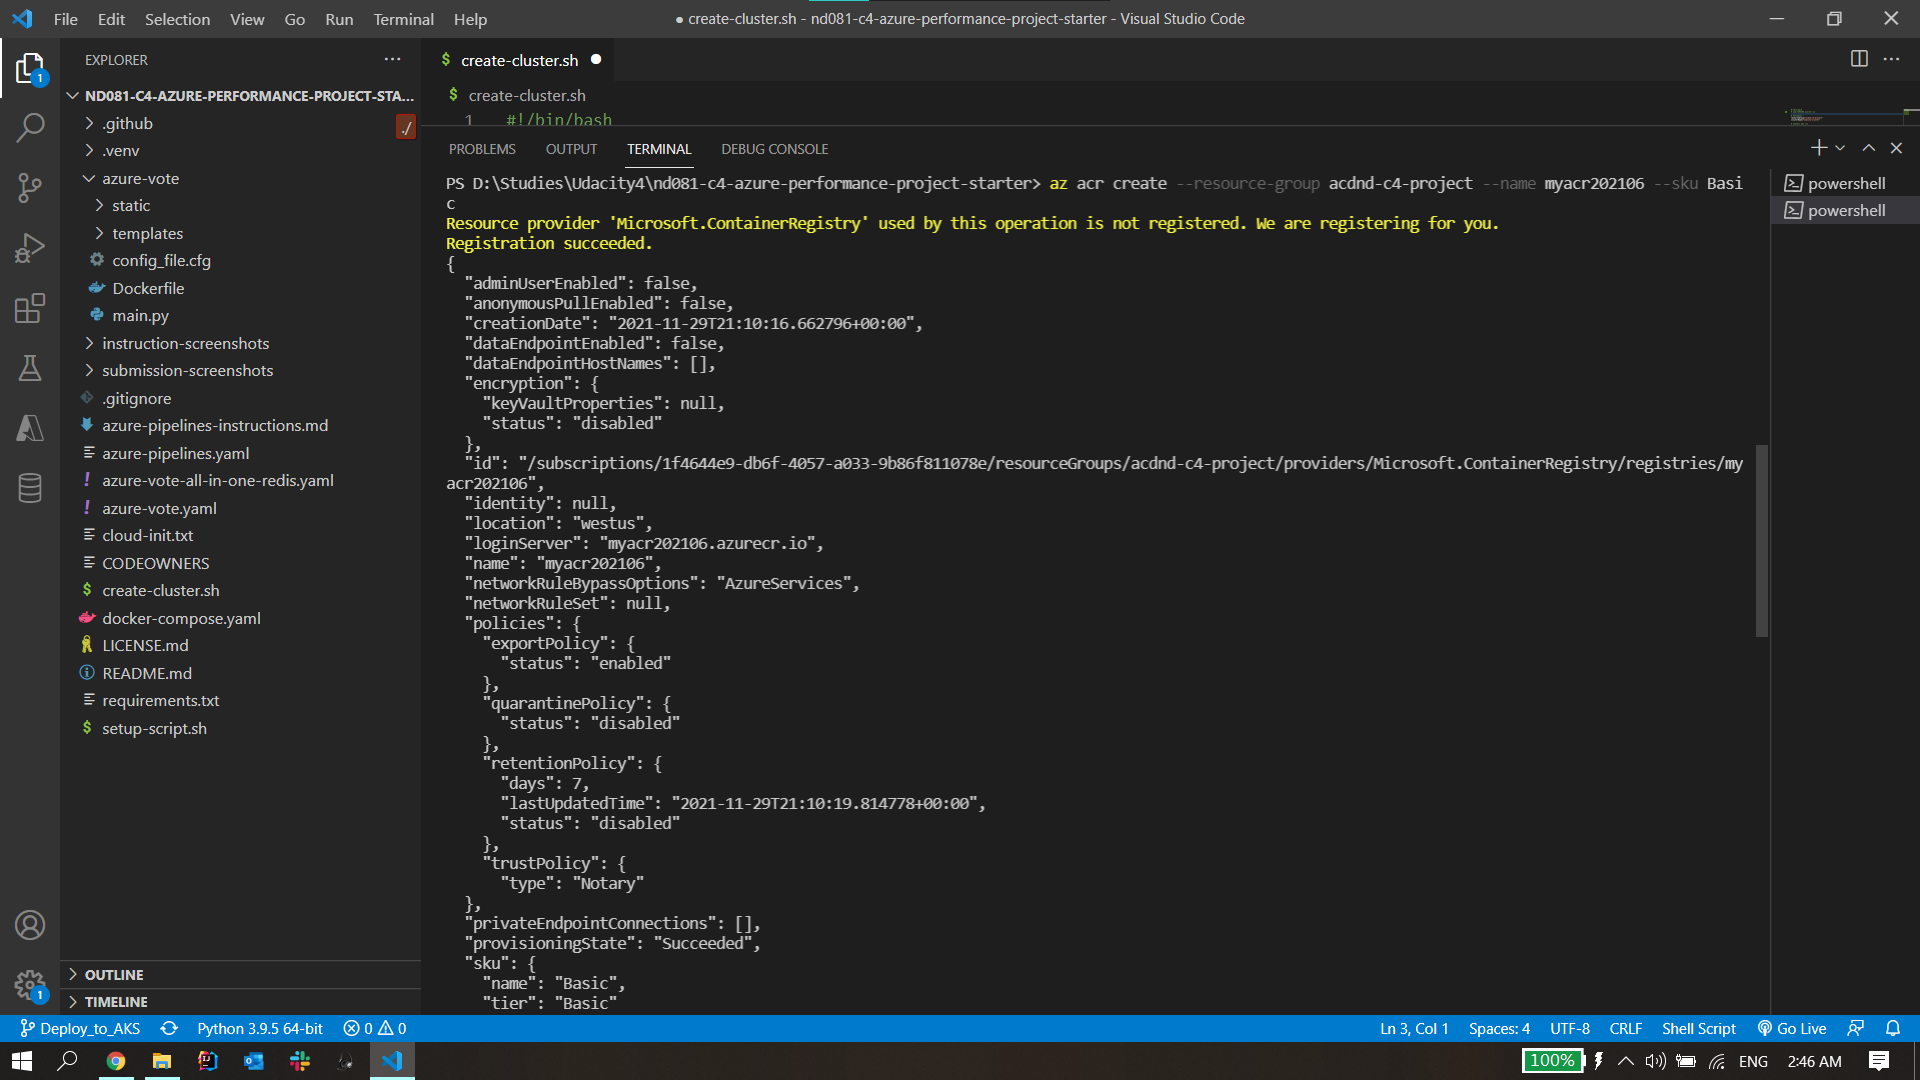 File Edit Selection View Go Run Terminal Help
● create-cluster.sh - nd081-c4-azure-performance-project-starter - Visual Studio Code
EXPLORER
ND081-C4-AZURE-PERFORMANCE-PROJECT-STA...
.github
./
.venv
azure-vote
static
templates
config_file.cfg
Dockerfile
main.py
instruction-screenshots
submission-screenshots
.gitignore
azure-pipelines-instructions.md
azure-pipelines.yaml
azure-vote-all-in-one-redis.yaml
azure-vote.yaml
cloud-init.txt
CODEOWNERS
create-cluster.sh
docker-compose.yaml
LICENSE.md
README.md
requirements.txt
setup-script.sh
OUTLINE
TIMELINE
1
1
$ create-cluster.sh ●
$ create-cluster.sh
1 #!/bin/bash
PROBLEMS OUTPUT TERMINAL DEBUG CONSOLE
PS D:\Studies\Udacity4\nd081-c4-azure-performance-project-starter> az acr create --resource-group acdnd-c4-project --name myacr202106 --sku Basi
c
Resource provider 'Microsoft.ContainerRegistry' used by this operation is not registered. We are registering for you.
Registration succeeded.
{
"adminUserEnabled": false,
"anonymousPullEnabled": false,
"creationDate": "2021-11-29T21:10:16.662796+00:00",
"dataEndpointEnabled": false,
"dataEndpointHostNames": [],
"encryption": {
"keyVaultProperties": null,
"status": "disabled"
},
"id": "/subscriptions/1f4644e9-db6f-4057-a033-9b86f811078e/resourceGroups/acdnd-c4-project/providers/Microsoft.ContainerRegistry/registries/my
acr202106",
"identity": null,
"location": "westus",
"loginServer": "myacr202106.azurecr.io",
"name": "myacr202106",
"networkRuleBypassOptions": "AzureServices",
"networkRuleSet": null,
"policies": {
"exportPolicy": {
"status": "enabled"
},
"quarantinePolicy": {
"status": "disabled"
},
"retentionPolicy": {
"days": 7,
"lastUpdatedTime": "2021-11-29T21:10:19.814778+00:00",
"status": "disabled"
},
"trustPolicy": {
"type": "Notary"
},
"privateEndpointConnections": [],
"provisioningState": "Succeeded",
"sku": {
"name": "Basic",
"tier": "Basic"
powershell
powershell
Deploy_to_AKS Python 3.9.5 64-bit 0 0 Ln 3, Col 1 Spaces: 4 UTF-8 CRLF Shell Script Go Live
100% ENG 2:46 AM